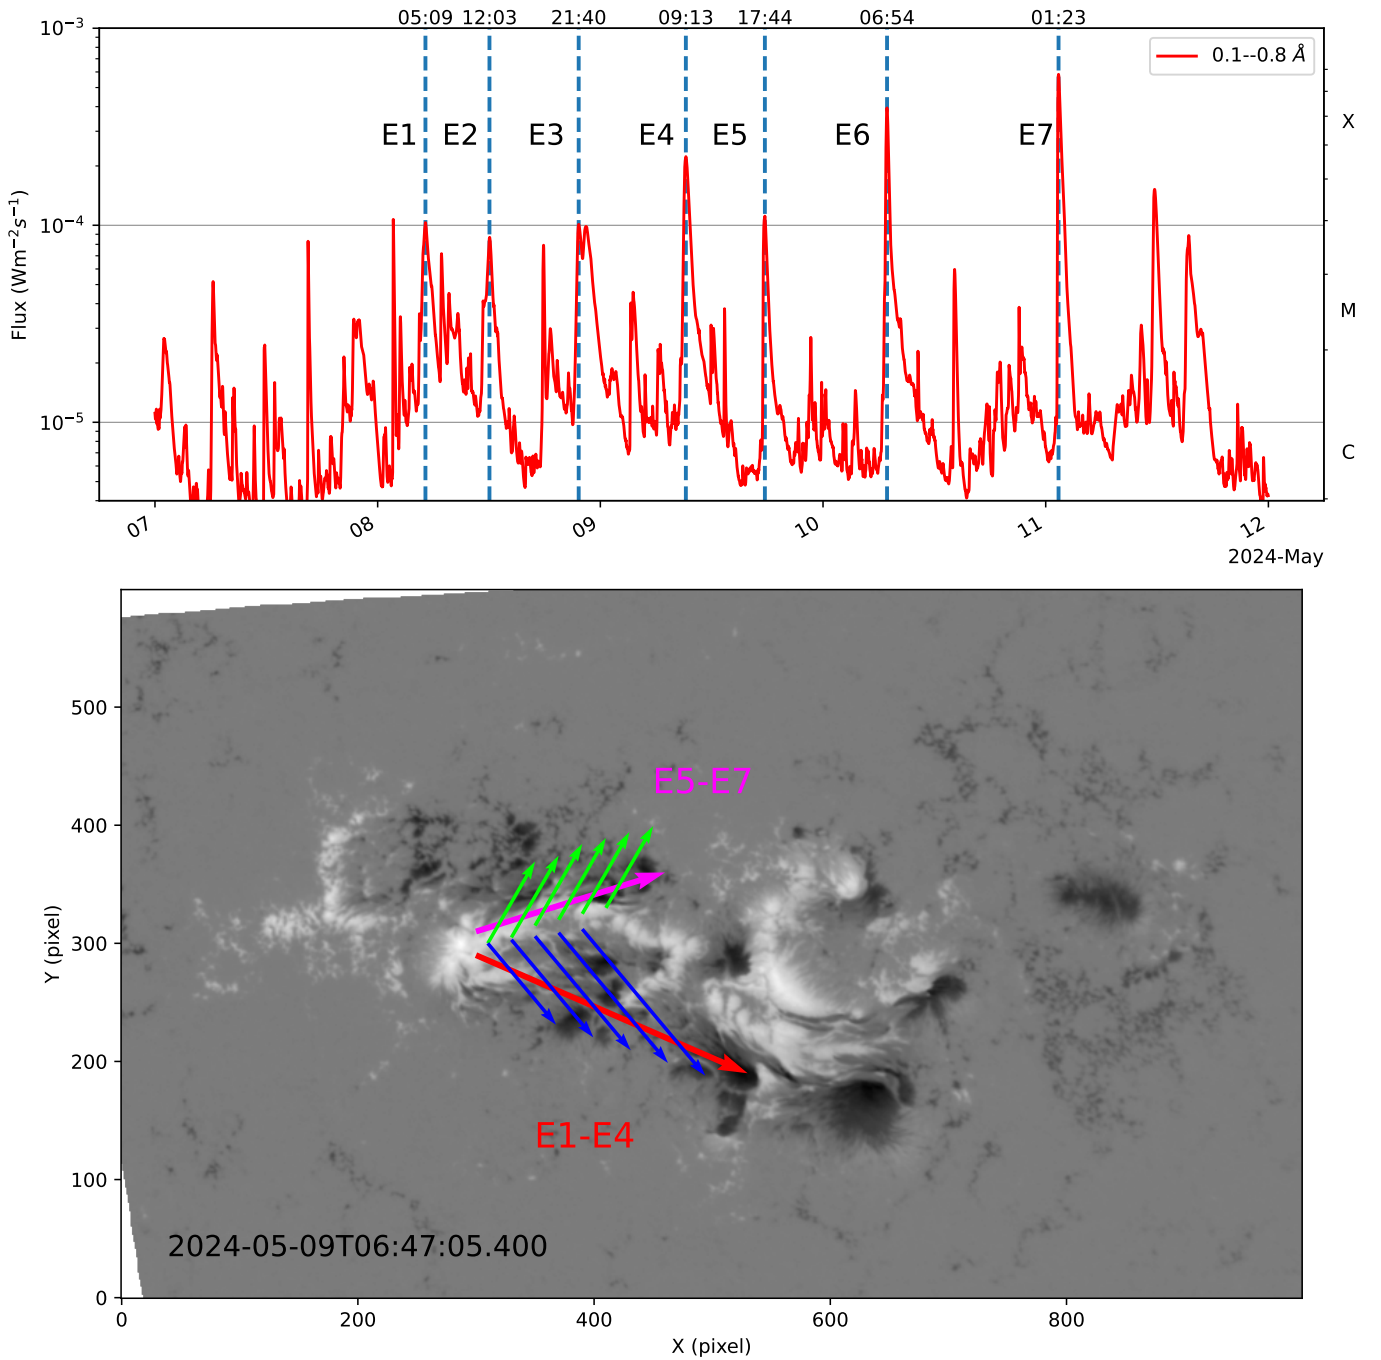 05:09 12:03 21:40 09:13 17:44 06:54 01:23
10⁻³
0.1--0.8 Å
E1 E2 E3 E4 E5 E6 E7
X
10⁻⁴
Flux (Wm⁻²s⁻¹)
M
10⁻⁵
C
07 08 09 10 11 12
2024-May
500
E5-E7
400
Y (pixel)
300
200
E1-E4
100
2024-05-09T06:47:05.400
0
0 200 400 600 800
X (pixel)